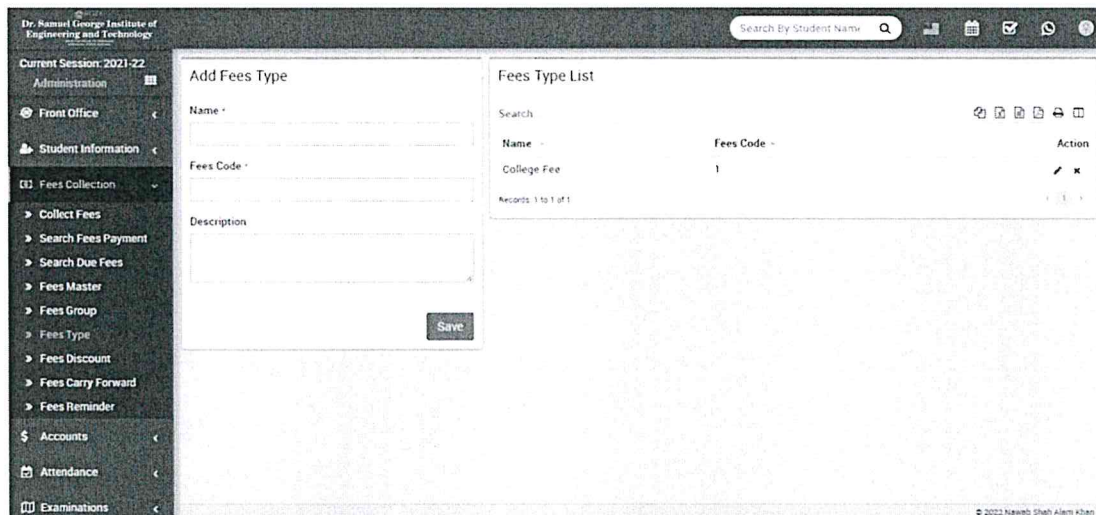 Dr. Samuel George Institute of
Engineering and Technology
Search By Student Name
Current Session: 2021-22
Administration
Front Office
Student Information
Fees Collection
» Collect Fees
» Search Fees Payment
» Search Due Fees
» Fees Master
» Fees Group
» Fees Type
» Fees Discount
» Fees Carry Forward
» Fees Reminder
$ Accounts
Attendance
Examinations
Add Fees Type
Name *
Fees Code *
Description
Save
Fees Type List
Search
Name Fees Code Action
College Fee 1
Records: 1 to 1 of 1
1
© 2022 Nawab Shah Alam Khan